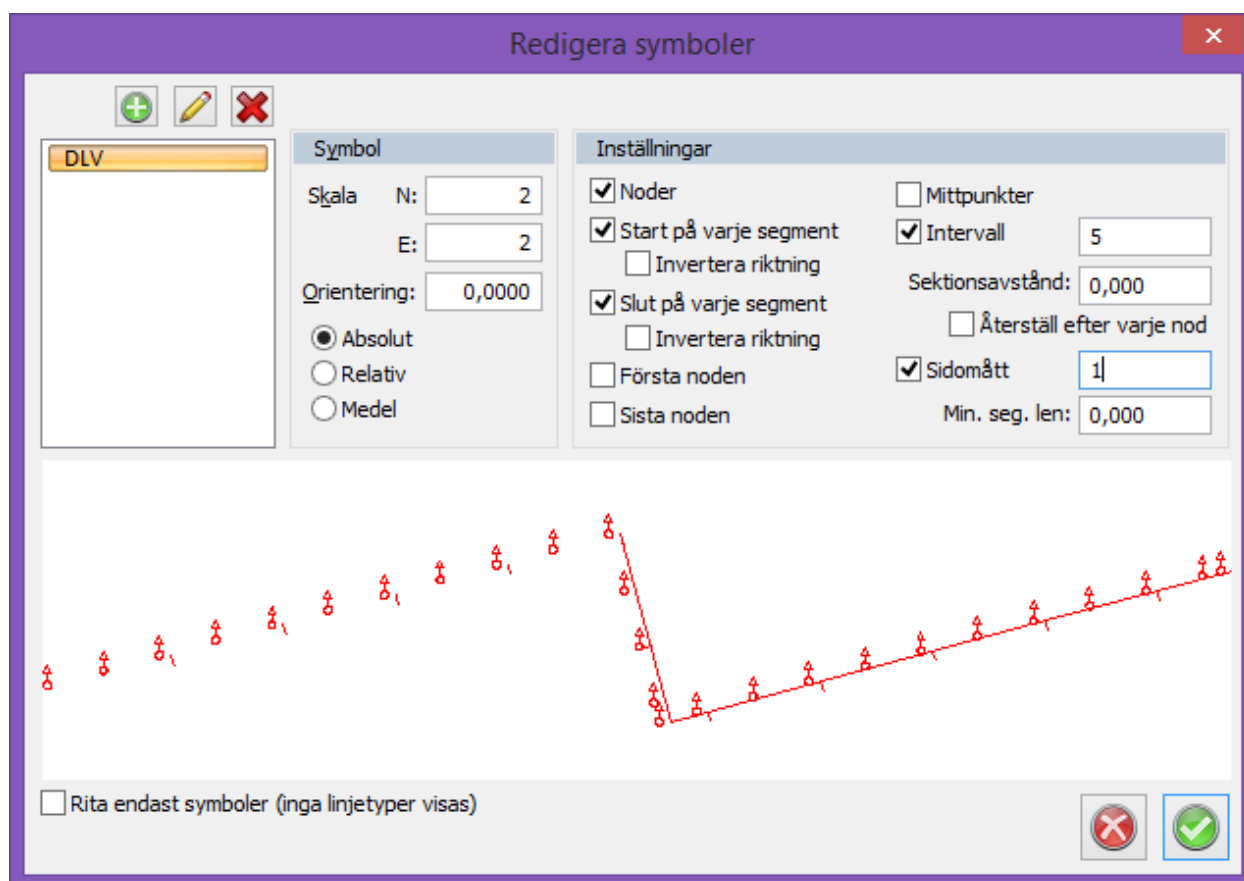 Redigera symboler
DLV
Symbol
Skala N: 2
E: 2
Orientering: 0,0000
Absolut
Relativ
Medel
Inställningar
Noder
Start på varje segment
Invertera riktning
Slut på varje segment
Invertera riktning
Första noden
Sista noden
Mittpunkter
Intervall 5
Sektionsavstånd: 0,000
Återställ efter varje nod
Sidomått 1
Min. seg. len: 0,000
Rita endast symboler (inga linjetyper visas)